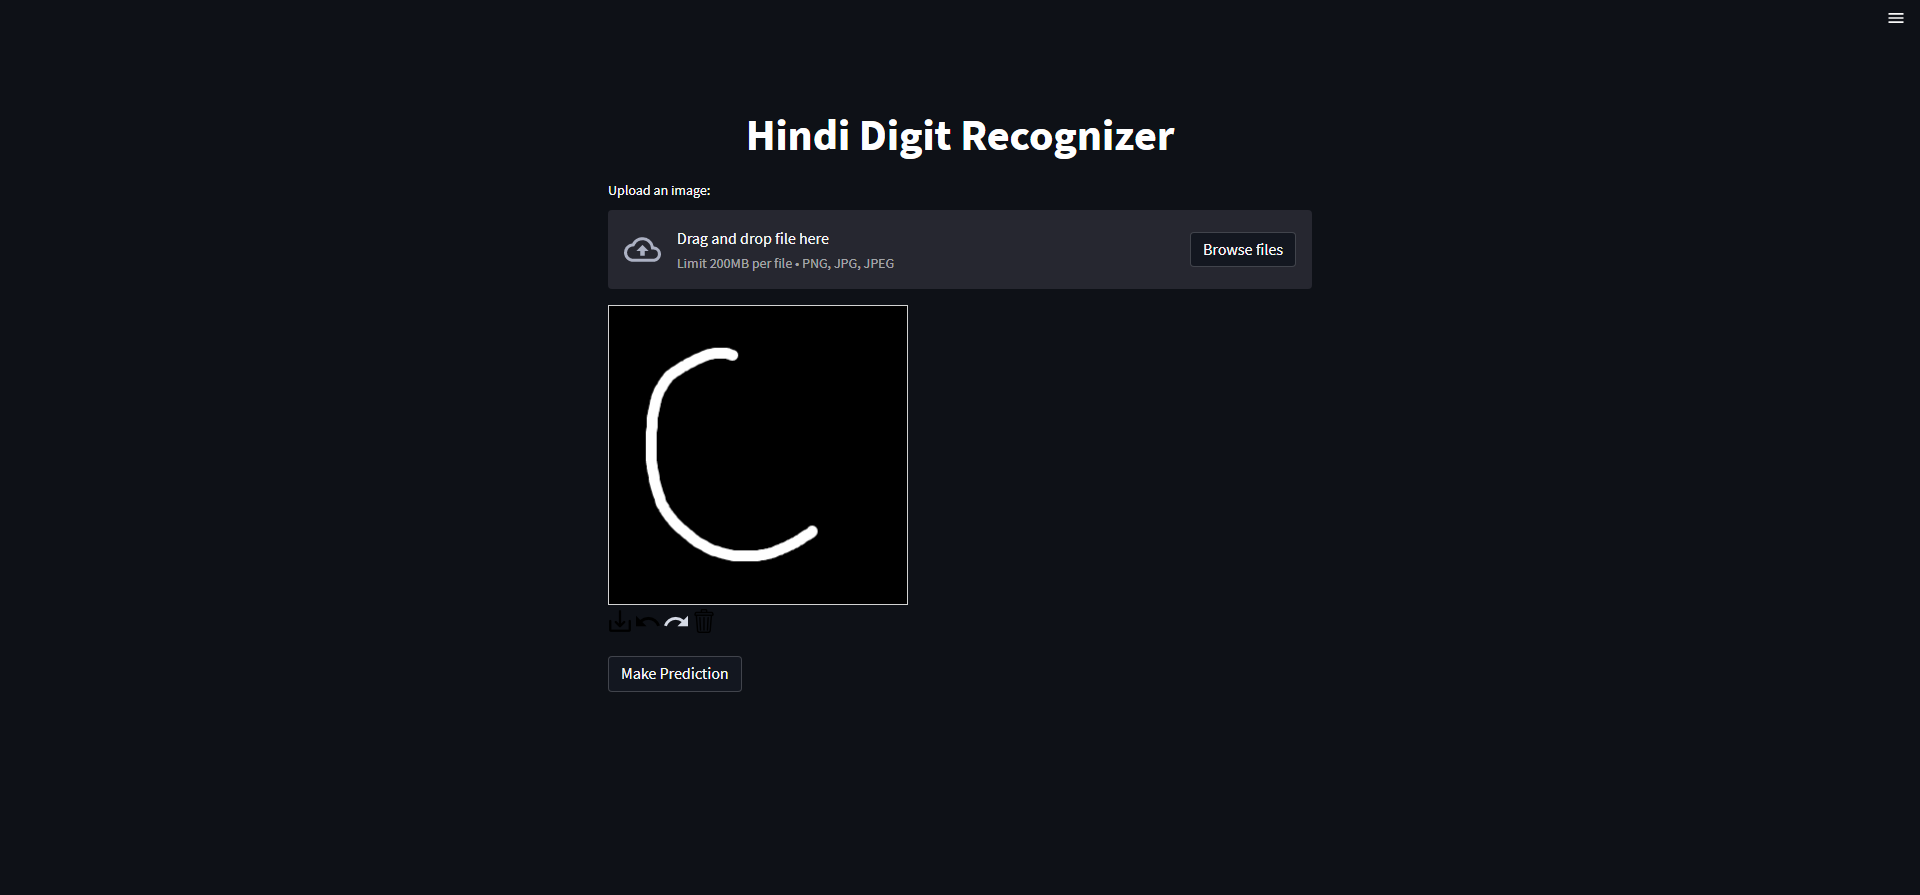 Hindi Digit Recognizer
Upload an image:
Drag and drop file here
Limit 200MB per file • PNG, JPG, JPEG
Browse files
८
Make Prediction